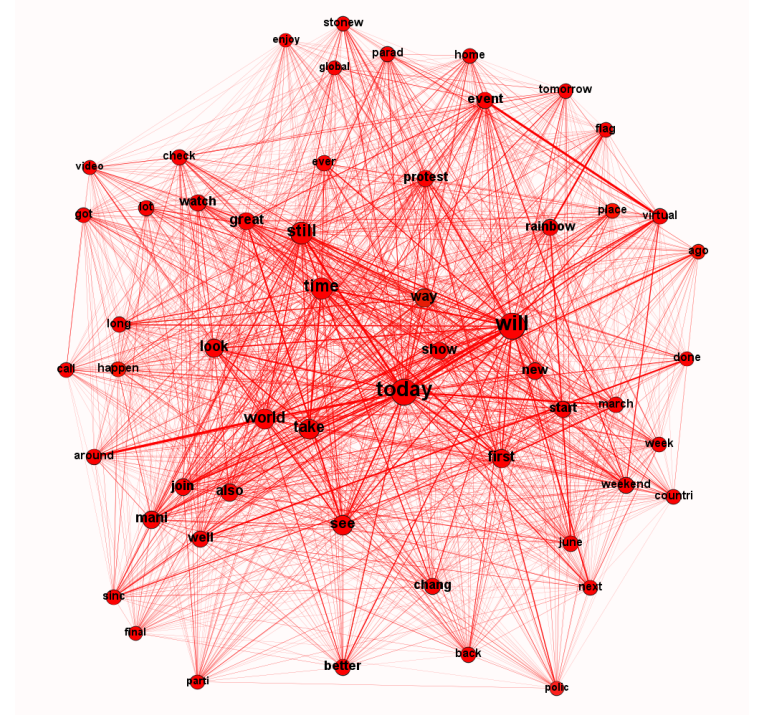 stonew
enjoy
parad
home
global
tomorrow
event
flag
check
ever
video
protest
watch
got
lot
great
place
virtual
rainbow
still
ago
time
way
long
will
look
show
done
happen
call
new
today
start
march
world
take
week
around
first
join
also
weekend
countri
mani
see
well
june
chang
next
sinc
final
back
better
parti
polic